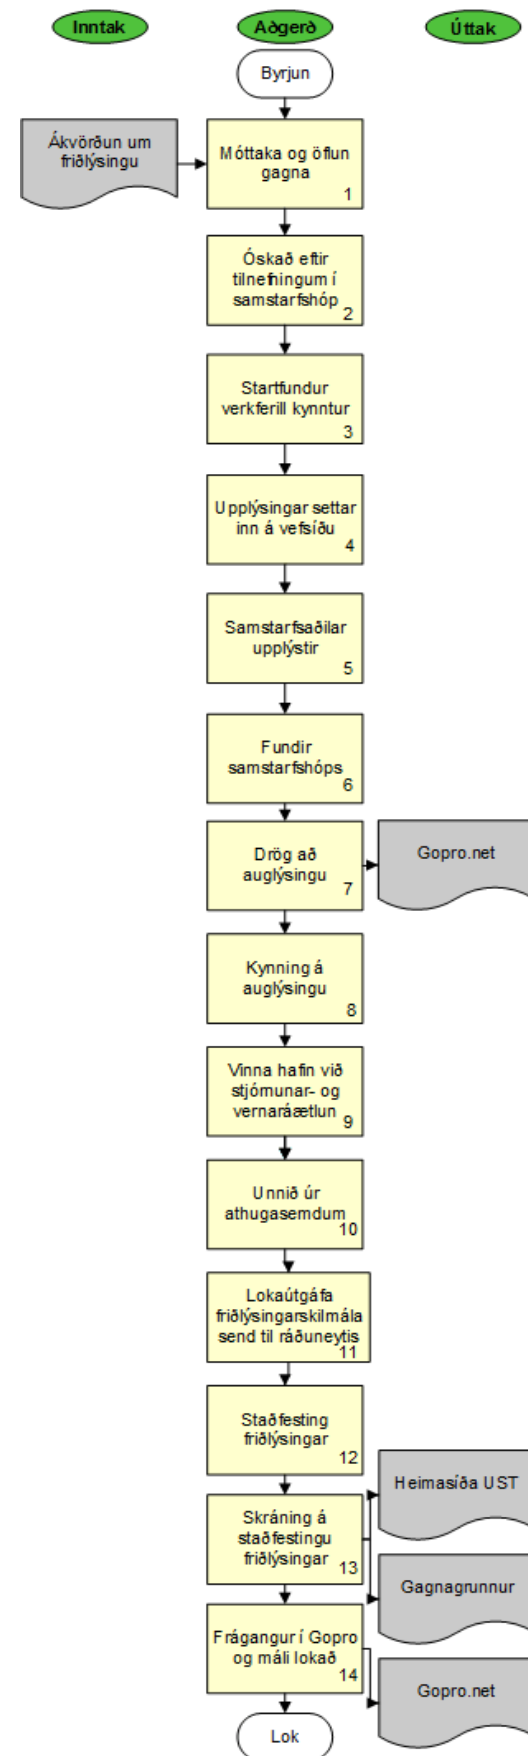 Inntak
Aðgerð
Úttak
Byrjun
Ákvörðun um
friðlýsingu
Móttaka og öflun
gagna
1
Óskað eftir
tilnefningum í
samstarfshóp
2
Startfundur
verkferill kynntur
3
Upplýsingar settar
inn á vefsíðu
4
Samstarfsaðilar
upplýstir
5
Fundir
samstarfshóps
6
Drög að
auglýsingu
7
Gopro.net
Kynning á
auglýsingu
8
Vinna hafin við
stjórnunar- og
vernaráætlun
9
Unnið úr
athugasemdum
10
Lokaútgáfa
friðlýsingarskilmála
send til ráðuneytis
11
Staðfesting
friðlýsingar
12
Heimasíða UST
Skráning á
staðfestingu
friðlýsingar
13
Gagnagrunnur
Frágangur í Gopro
og máli lokað
14
Gopro.net
Lok